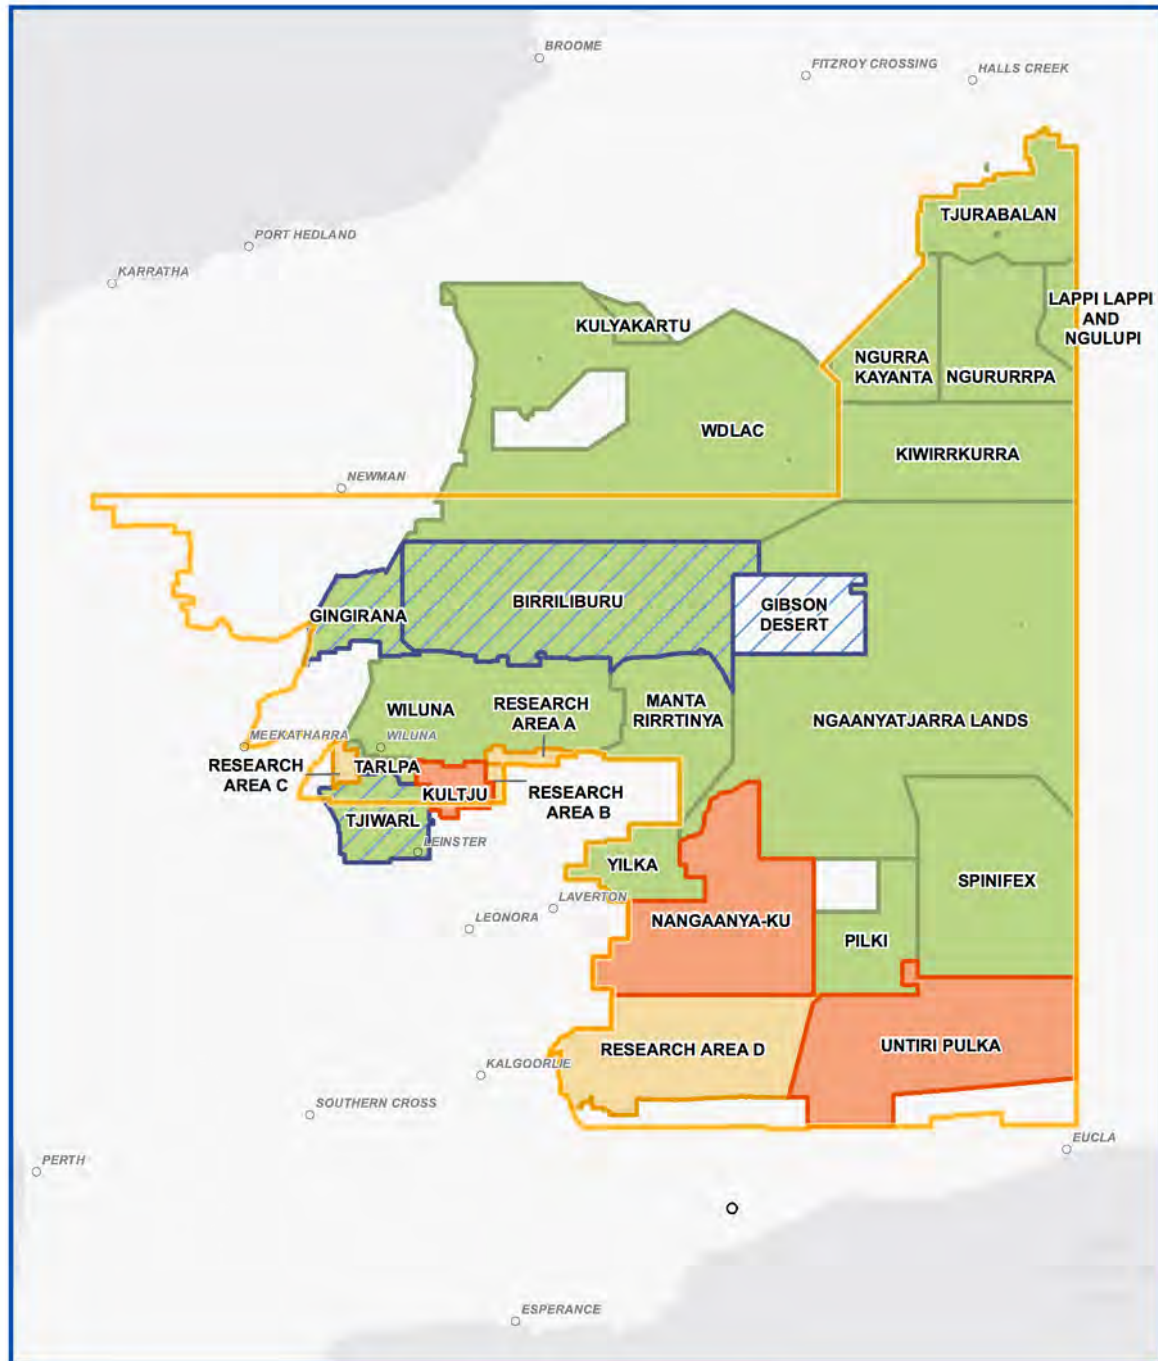 BROOME
FITZROY CROSSING
HALLS CREEK
TJURABALAN
PORT HEDLAND
KARRATHA
LAPPI LAPPI
AND
NGULUPI
KULYAKARTU
NGURRA
KAYANTA
NGURURRPA
WDLAC
KIWIRRKURRA
NEWMAN
GINGIRANA
BIRRILIBURU
GIBSON
DESERT
WILUNA
RESEARCH
AREA A
MANTA
RIRRTINYA
NGAANYATJARRA LANDS
MEEKATHARRA
WILUNA
RESEARCH
AREA C
TARLPA
KULTJU
RESEARCH
AREA B
TJIWARL
LEINSTER
YILKA
SPINIFEX
LAVERTON
LEONORA
NANGAANYA-KU
PILKI
RESEARCH AREA D
UNTIRI PULKA
KALGOORLIE
SOUTHERN CROSS
EUCLA
PERTH
ESPERANCE